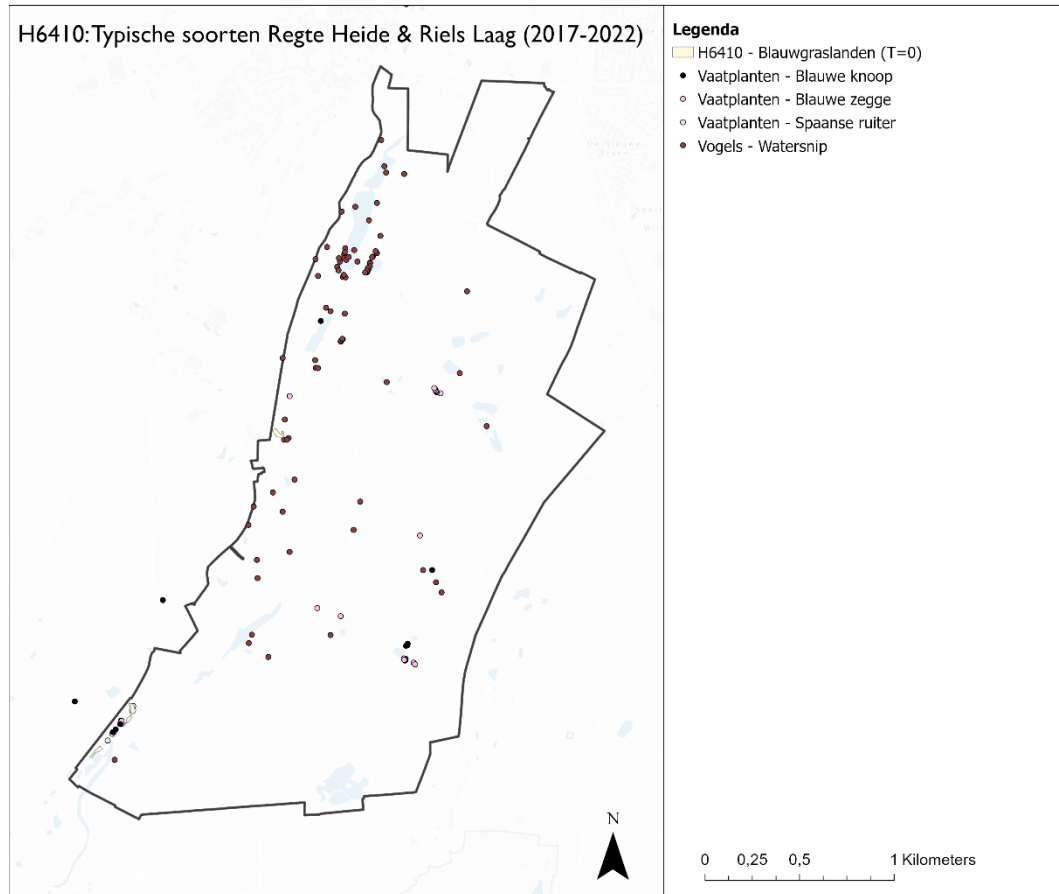 H6410: Typische soorten Regte Heide & Riels Laag (2017-2022)
Legenda
H6410 - Blauwgraslanden (T=0)
Vaatplanten - Blauwe knoop
Vaatplanten - Blauwe zegge
Vaatplanten - Spaanse ruiter
Vogels - Watersnip
N
0 0,25 0,5 1 Kilometers